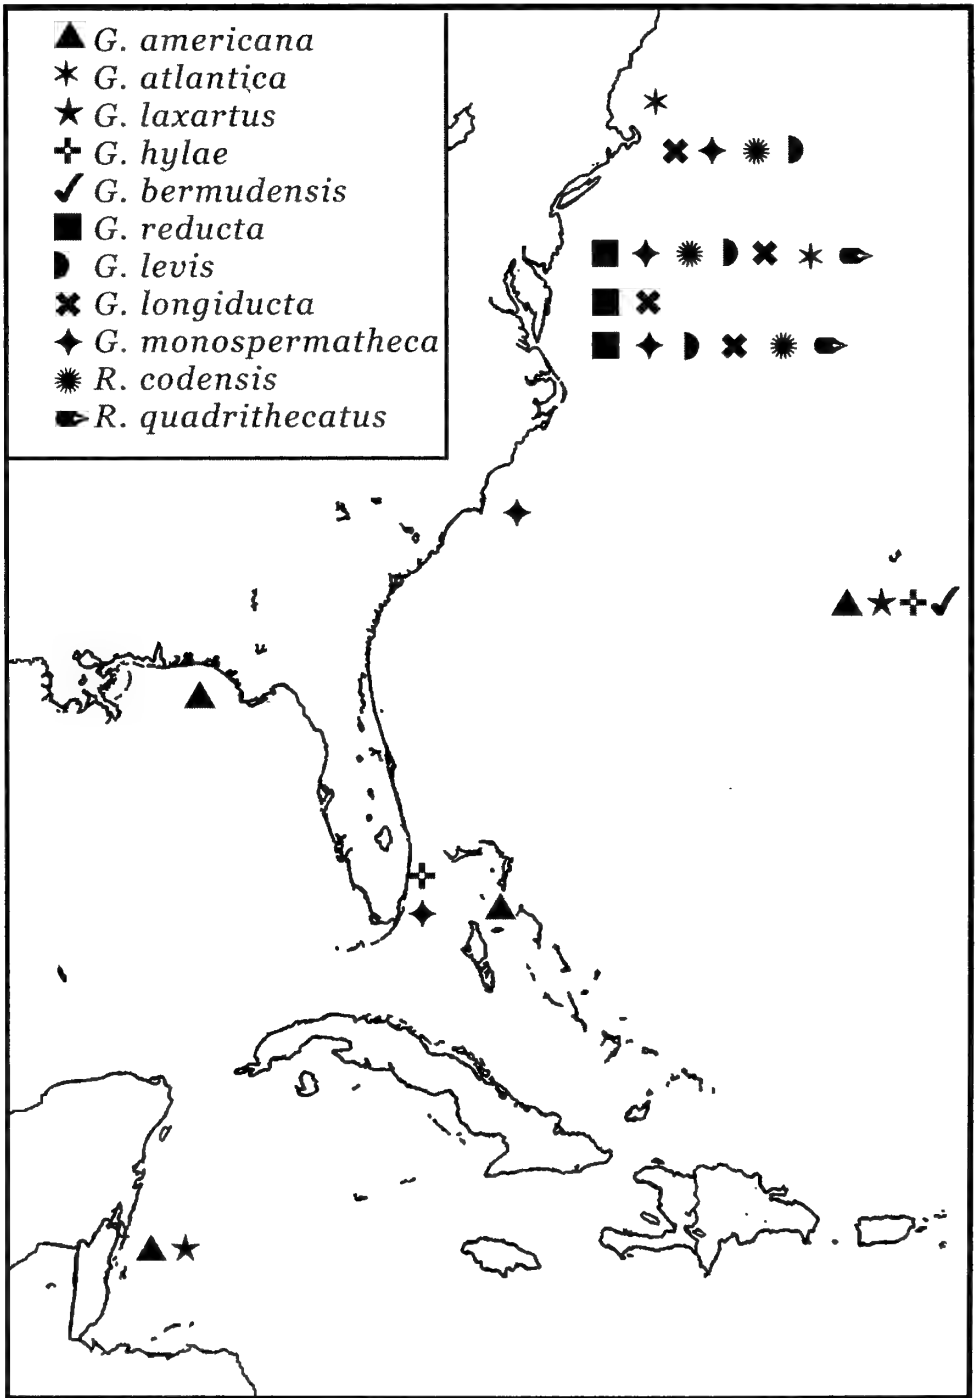 G. americana
G. atlantica
G. laxartus
G. hylae
G. bermudensis
G. reducta
G. levis
G. longiducta
G. monospermatheca
R. codensis
R. quadrithecatus